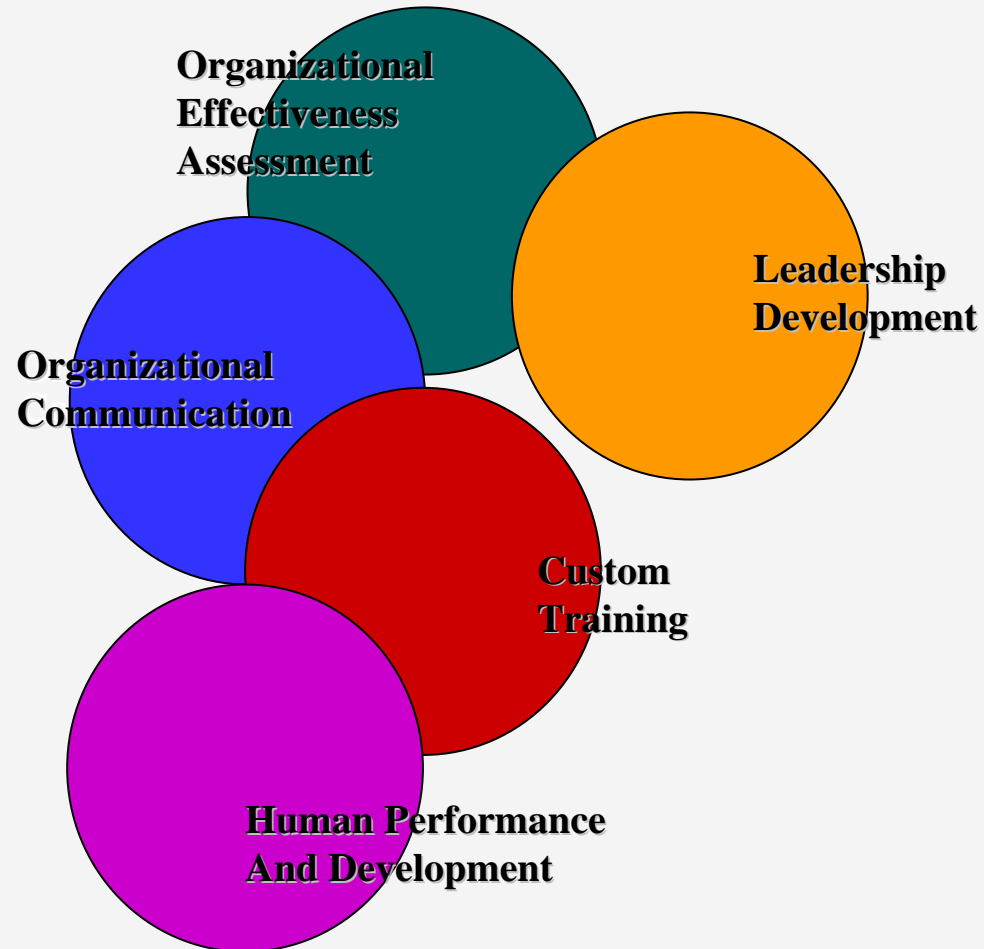 Organizational
Effectiveness
Assessment
Leadership
Development
Organizational
Communication
Custom
Training
Human Performance
And Development